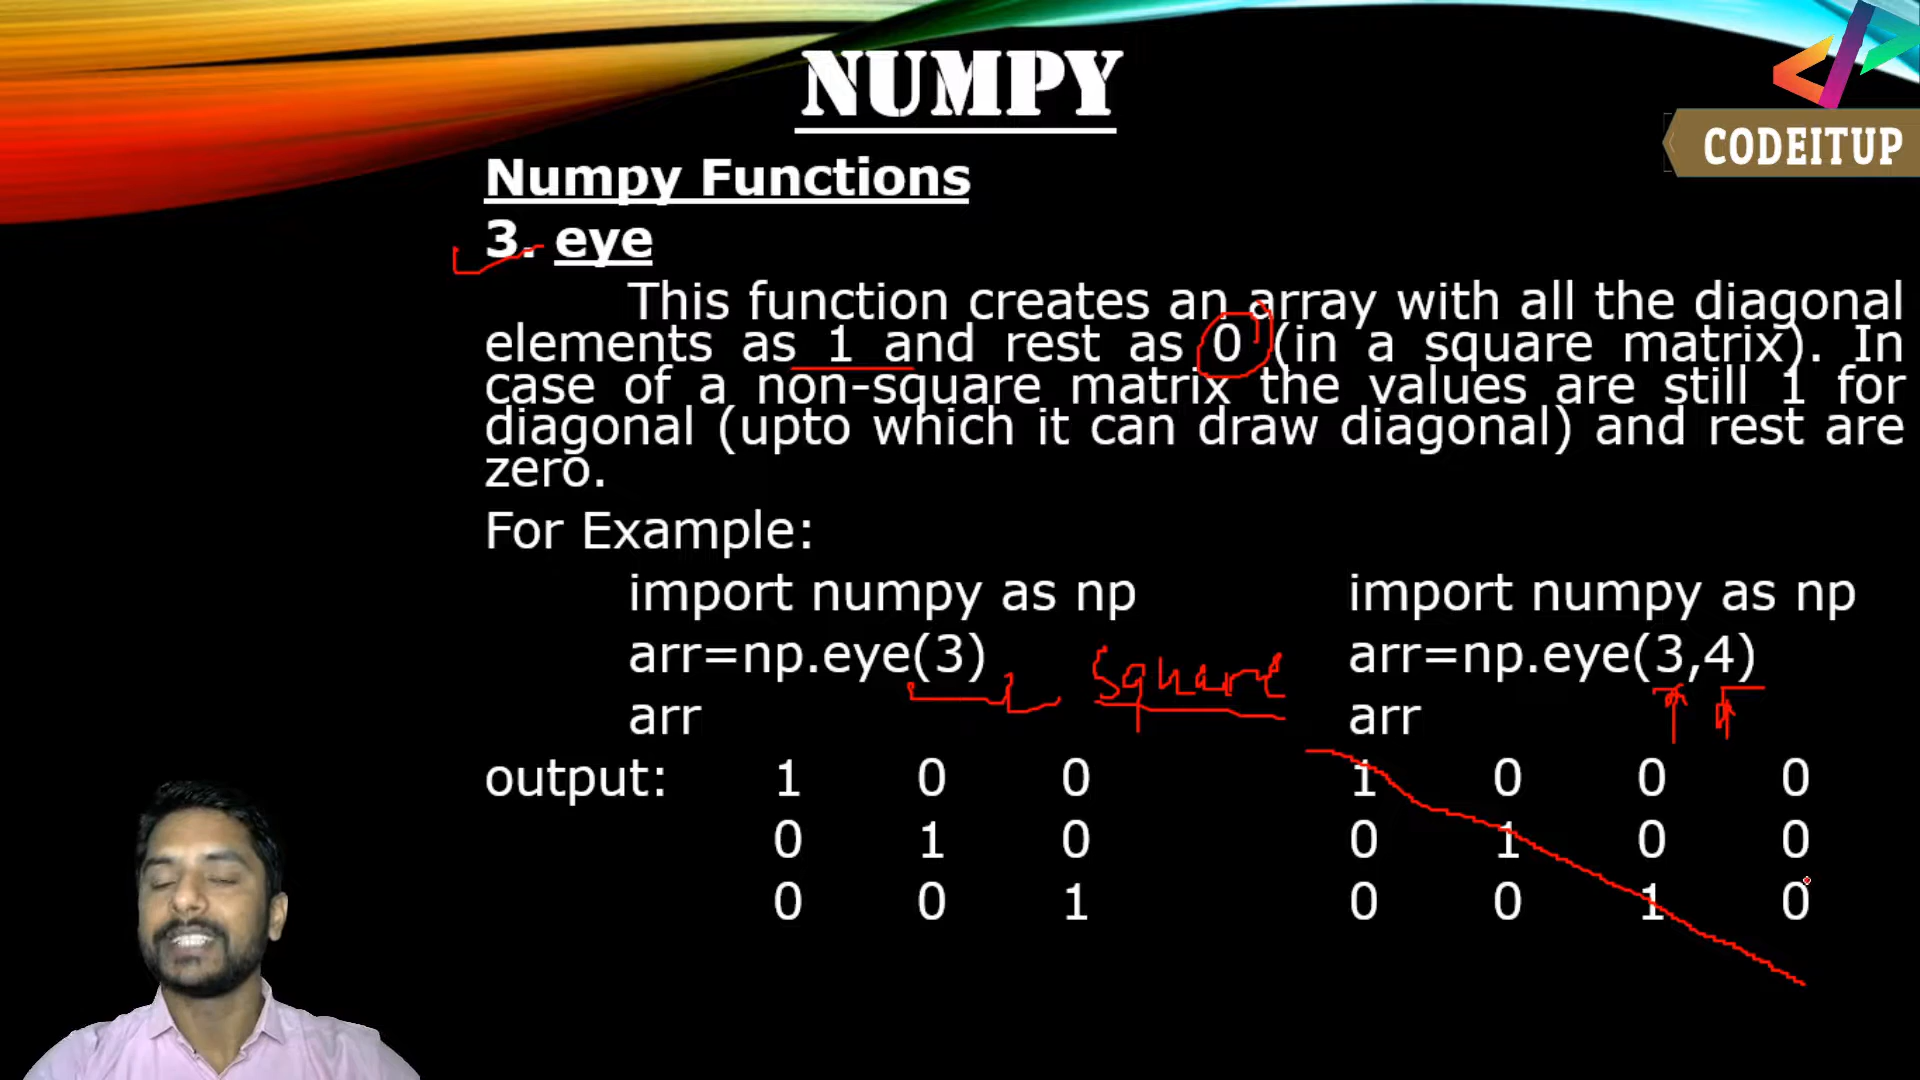 NUMPY
CODEITUP
Numpy Functions
3. eye
This function creates an array with all the diagonal
elements as 1 and rest as 0 (in a square matrix). In
case of a non-square matrix the values are still 1 for
diagonal (upto which it can draw diagonal) and rest are
zero.
For Example:
import numpy as np
arr=np.eye(3)
Square
arr
import numpy as np
arr=np.eye(3,4)
arr
output: 1 0 0
0 1 0
0 0 1
1 0 0 0
0 1 0 0
0 0 1 0